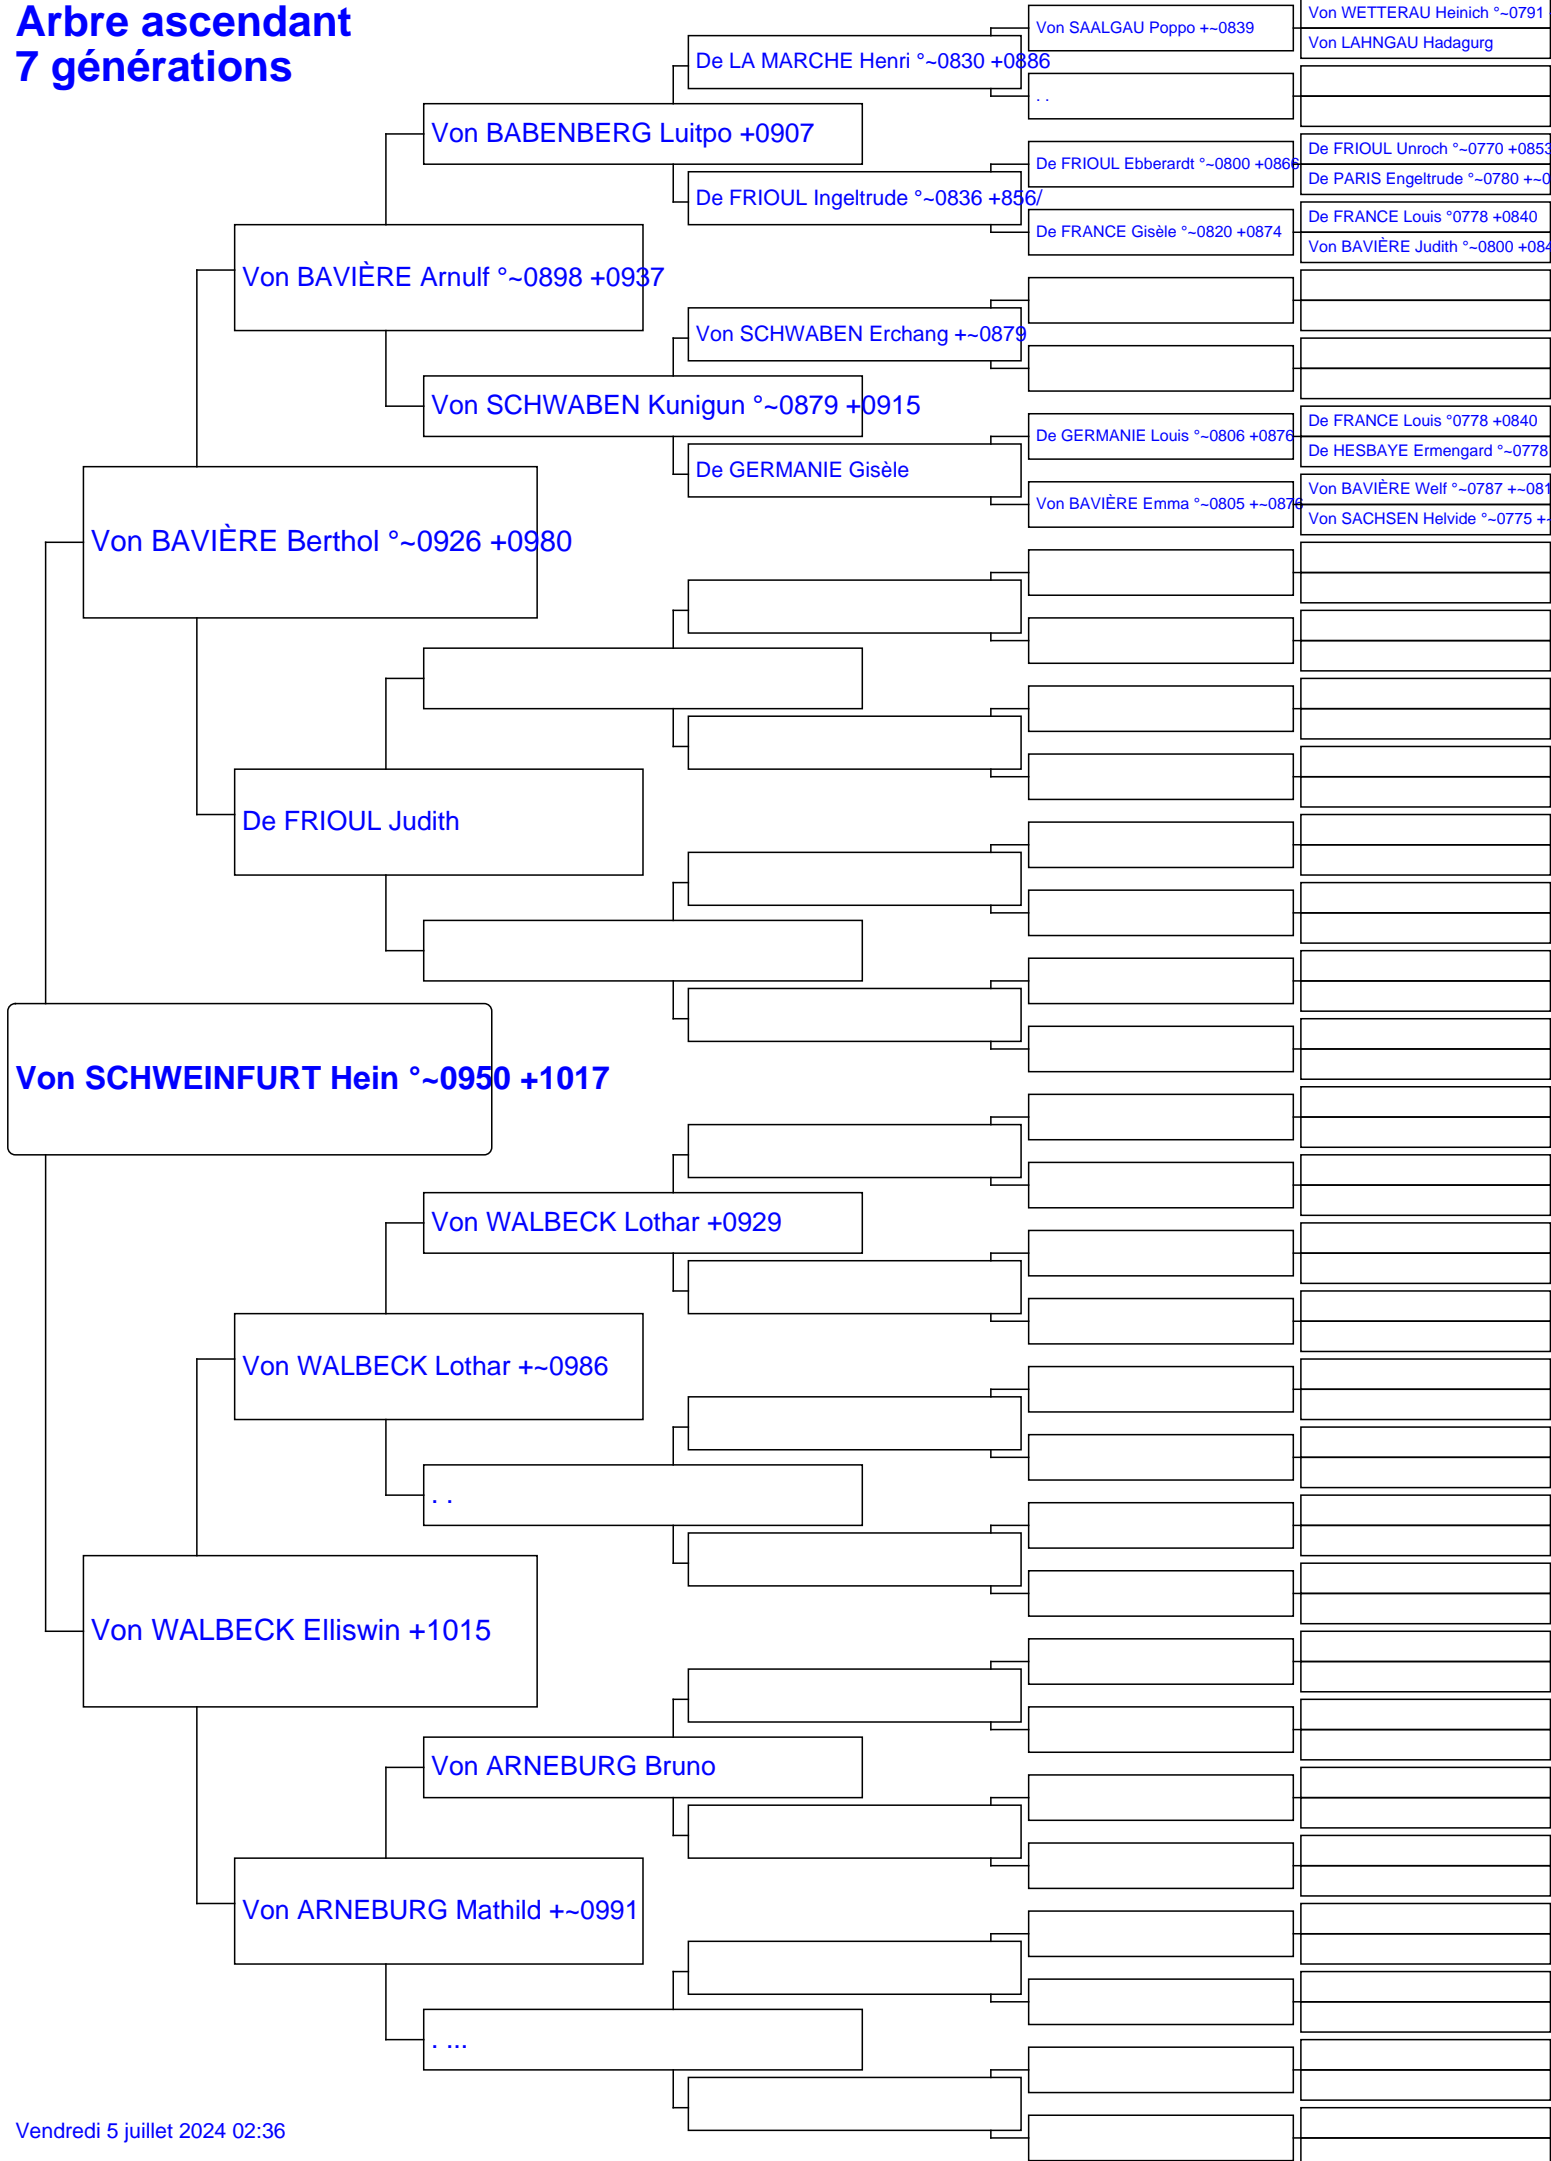 Arbre ascendant
7 générations
Von WETTERAU Heinich °~0791
Von SAALGAU Poppo +~0839
Von LAHNGAU Hadagurg
De LA MARCHE Henri °~0830 +0886
. .
Von BABENBERG Luitpo +0907
De FRIOUL Unroch °~0770 +0853
De FRIOUL Ebberardt °~0800 +0866
De PARIS Engeltrude °~0780 +~0
De FRIOUL Ingeltrude °~0836 +856/
De FRANCE Louis °0778 +0840
De FRANCE Gisèle °~0820 +0874
Von BAVIÈRE Judith °~0800 +084
Von BAVIÈRE Arnulf °~0898 +0937
Von SCHWABEN Erchang +~0879
Von SCHWABEN Kunigun °~0879 +0915
De FRANCE Louis °0778 +0840
De GERMANIE Louis °~0806 +0876
De HESBAYE Ermengard °~0778
De GERMANIE Gisèle
Von BAVIÈRE Welf °~0787 +~081
Von BAVIÈRE Emma °~0805 +~0876
Von SACHSEN Helvide °~0775 +~
Von BAVIÈRE Berthol °~0926 +0980
De FRIOUL Judith
Von SCHWEINFURT Hein °~0950 +1017
Von WALBECK Lothar +0929
Von WALBECK Lothar +~0986
. .
Von WALBECK Elliswin +1015
Von ARNEBURG Bruno
Von ARNEBURG Mathild +~0991
. ...
Vendredi 5 juillet 2024 02:36